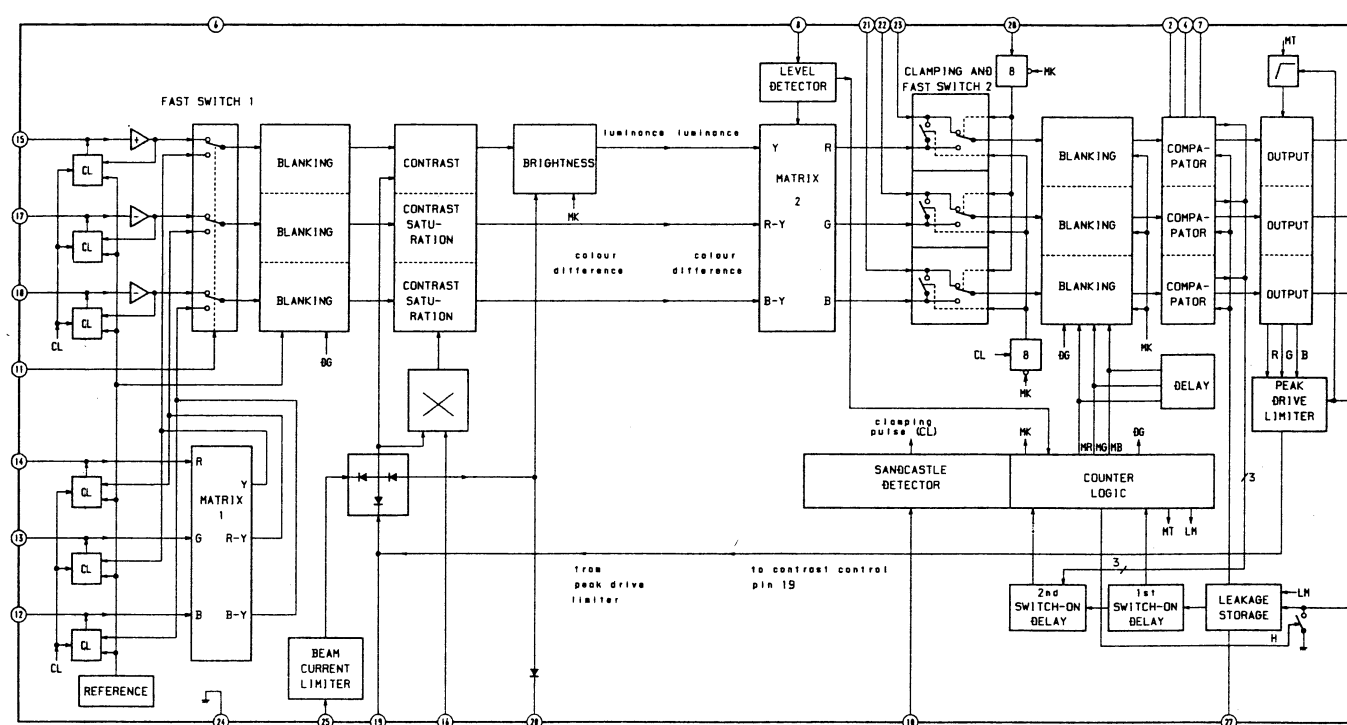 6
8
21 22 23
28
2 4 7
MT
LEVEL
DETECTOR
CLAMPING AND
FAST SWITCH 2
8
MK
FAST SWITCH 1
15
+
CL
BLANKING
CONTRAST
BRIGHTNESS
luminance luminance
Y
R
MATRIX
2
BLANKING
COMPA-
PATOR
OUTPUT
17
-
CL
BLANKING
CONTRAST
SATU-
RATION
MK
R-Y
G
BLANKING
COMPA-
PATOR
OUTPUT
colour
difference
colour
difference
18
-
CL
BLANKING
CONTRAST
SATU-
RATION
B-Y
B
BLANKING
COMPA-
PATOR
OUTPUT
CL
11
ĐG
CL
8
MK
ĐG
MK
R G B
DELAY
PEAK
DRIVE
LIMITER
clamping
pulse (CL)
MK
MR MG MB
ĐG
14
CL
R
MATRIX
1
Y
SANDCASTLE
DETECTOR
COUNTER
LOGIC
3
13
CL
G
R-Y
MT LM
from
peak drive
limiter
to contrast control
pin 19
3
12
CL
B
B-Y
2nd
SWITCH-ON
DELAY
1st
SWITCH-ON
DELAY
LEAKAGE
STORAGE
LM
H
CL
BEAM
CURRENT
LIMITER
REFERENCE
24
25
19
16
20
10
27